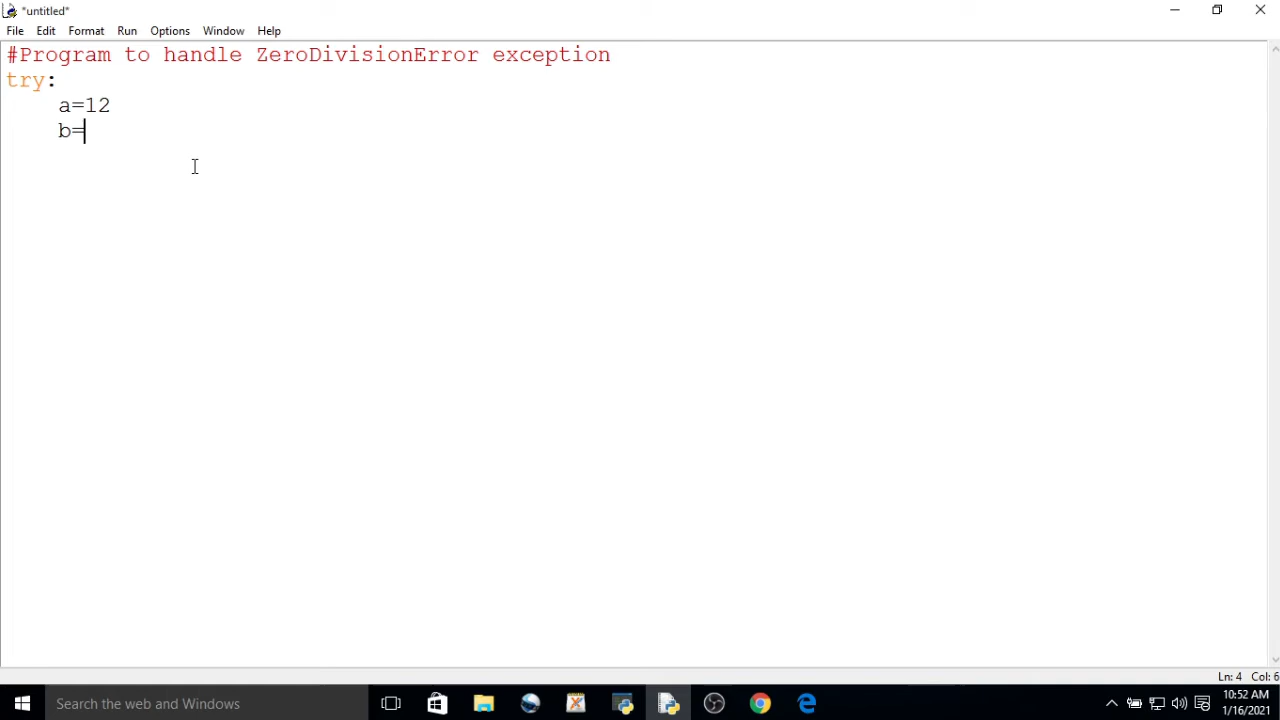 *untitled*
File Edit Format Run Options Window Help
#Program to handle ZeroDivisionError exception
try:
    a=12
    b=
Ln: 4 Col: 6
Search the web and Windows
10:52 AM
1/16/2021